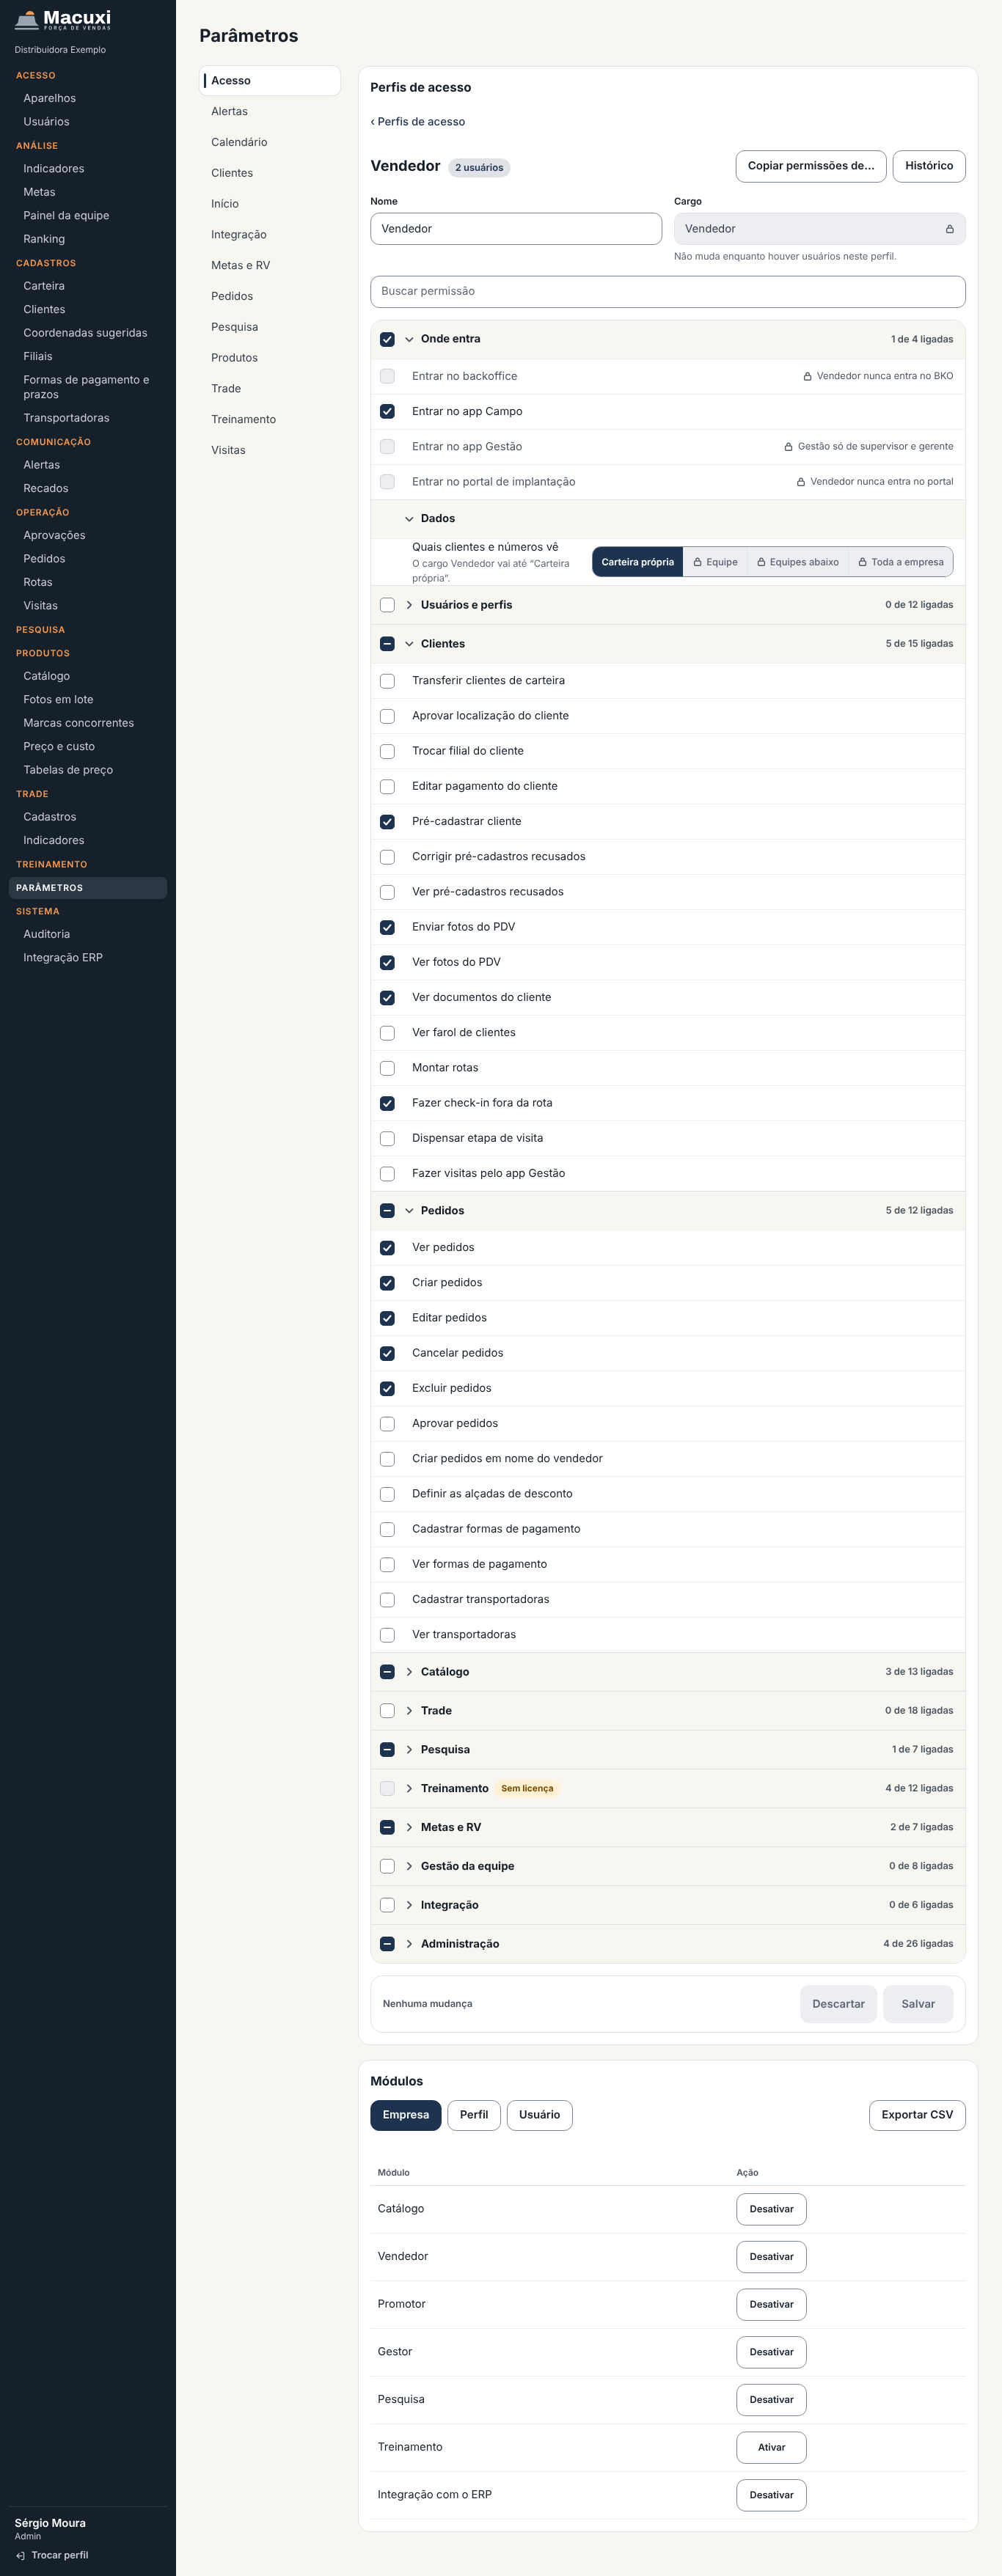 Macuxi
FORÇA DE VENDAS
Distribuidora Exemplo
ACESSO
Aparelhos
Usuários
ANÁLISE
Indicadores
Metas
Painel da equipe
Ranking
CADASTROS
Carteira
Clientes
Coordenadas sugeridas
Filiais
Formas de pagamento e
prazos
Transportadoras
COMUNICAÇÃO
Alertas
Recados
OPERAÇÃO
Aprovações
Pedidos
Rotas
Visitas
PESQUISA
PRODUTOS
Catálogo
Fotos em lote
Marcas concorrentes
Preço e custo
Tabelas de preço
TRADE
Cadastros
Indicadores
TREINAMENTO
PARÂMETROS
SISTEMA
Auditoria
Integração ERP
Sérgio Moura
Admin
Trocar perfil
Parâmetros
Acesso
Alertas
Calendário
Clientes
Início
Integração
Metas e RV
Pedidos
Pesquisa
Produtos
Trade
Treinamento
Visitas
Perfis de acesso
‹ Perfis de acesso
Vendedor 2 usuários Copiar permissões de... Histórico
Nome Cargo
Vendedor Vendedor
Não muda enquanto houver usuários neste perfil.
Buscar permissão
Onde entra 1 de 4 ligadas
Entrar no backoffice Vendedor nunca entra no BKO
Entrar no app Campo
Entrar no app Gestão Gestão só de supervisor e gerente
Entrar no portal de implantação Vendedor nunca entra no portal
Dados
Quais clientes e números vê
O cargo Vendedor vai até “Carteira
própria”.
Carteira própria Equipe Equipes abaixo Toda a empresa
Usuários e perfis 0 de 12 ligadas
Clientes 5 de 15 ligadas
Transferir clientes de carteira
Aprovar localização do cliente
Trocar filial do cliente
Editar pagamento do cliente
Pré-cadastrar cliente
Corrigir pré-cadastros recusados
Ver pré-cadastros recusados
Enviar fotos do PDV
Ver fotos do PDV
Ver documentos do cliente
Ver farol de clientes
Montar rotas
Fazer check-in fora da rota
Dispensar etapa de visita
Fazer visitas pelo app Gestão
Pedidos 5 de 12 ligadas
Ver pedidos
Criar pedidos
Editar pedidos
Cancelar pedidos
Excluir pedidos
Aprovar pedidos
Criar pedidos em nome do vendedor
Definir as alçadas de desconto
Cadastrar formas de pagamento
Ver formas de pagamento
Cadastrar transportadoras
Ver transportadoras
Catálogo 3 de 13 ligadas
Trade 0 de 18 ligadas
Pesquisa 1 de 7 ligadas
Treinamento Sem licença 4 de 12 ligadas
Metas e RV 2 de 7 ligadas
Gestão da equipe 0 de 8 ligadas
Integração 0 de 6 ligadas
Administração 4 de 26 ligadas
Nenhuma mudança Descartar Salvar
Módulos
Empresa Perfil Usuário Exportar CSV
Módulo Ação
Catálogo Desativar
Vendedor Desativar
Promotor Desativar
Gestor Desativar
Pesquisa Desativar
Treinamento Ativar
Integração com o ERP Desativar